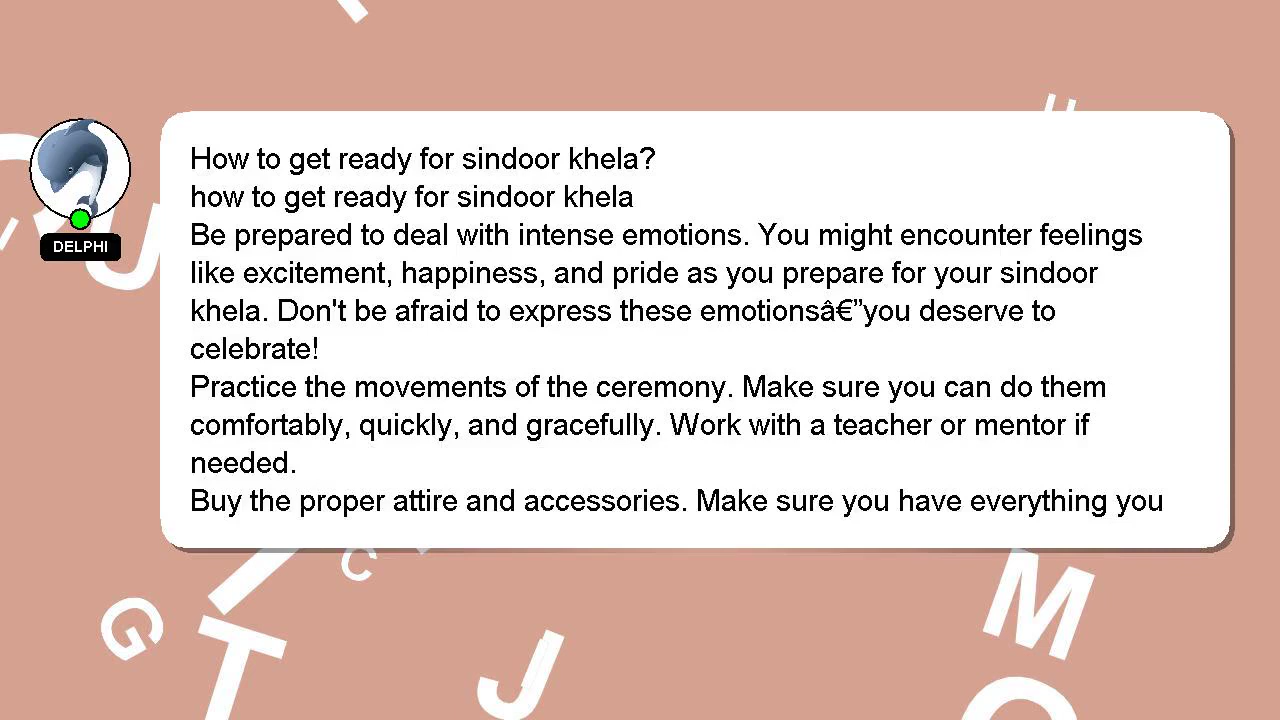 How to get ready for sindoor khela?
how to get ready for sindoor khela
Be prepared to deal with intense emotions. You might encounter feelings
like excitement, happiness, and pride as you prepare for your sindoor
khela. Don't be afraid to express these emotionsâ€”you deserve to
celebrate!
Practice the movements of the ceremony. Make sure you can do them
comfortably, quickly, and gracefully. Work with a teacher or mentor if
needed.
Buy the proper attire and accessories. Make sure you have everything you
DELPHI
C
G
T
J
M